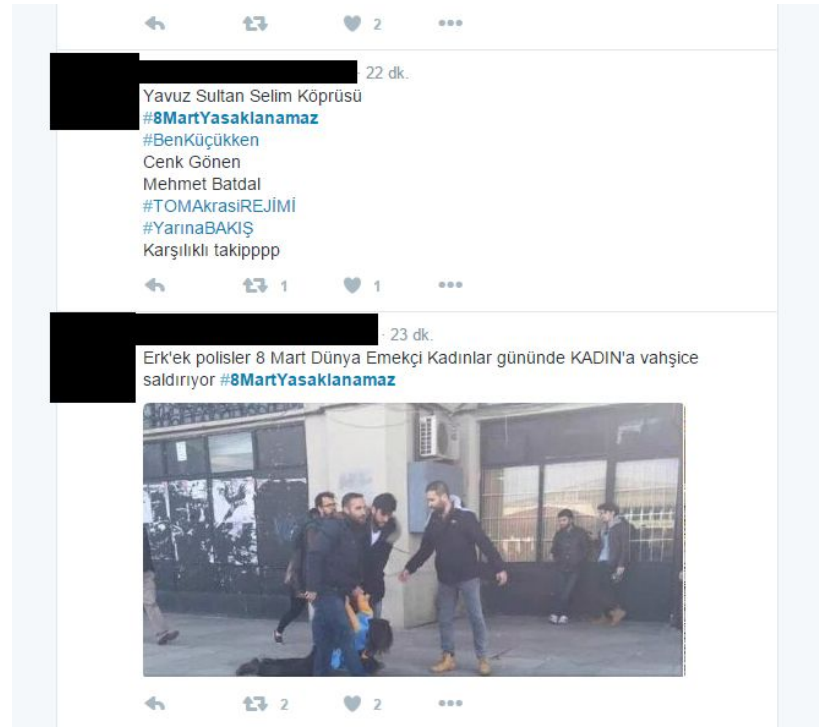 2
22 dk.
Yavuz Sultan Selim Köprüsü
#8MartYasaklanamaz
#BenKüçükken
Cenk Gönen
Mehmet Batdal
#TOMAkrasiREJİMİ
#YarınaBAKIŞ
Karşılıklı takipppp
1 1
· 23 dk.
Erk'ek polisler 8 Mart Dünya Emekçi Kadınlar gününde KADIN'a vahşice
saldırıyor #8MartYasaklanamaz
2 2